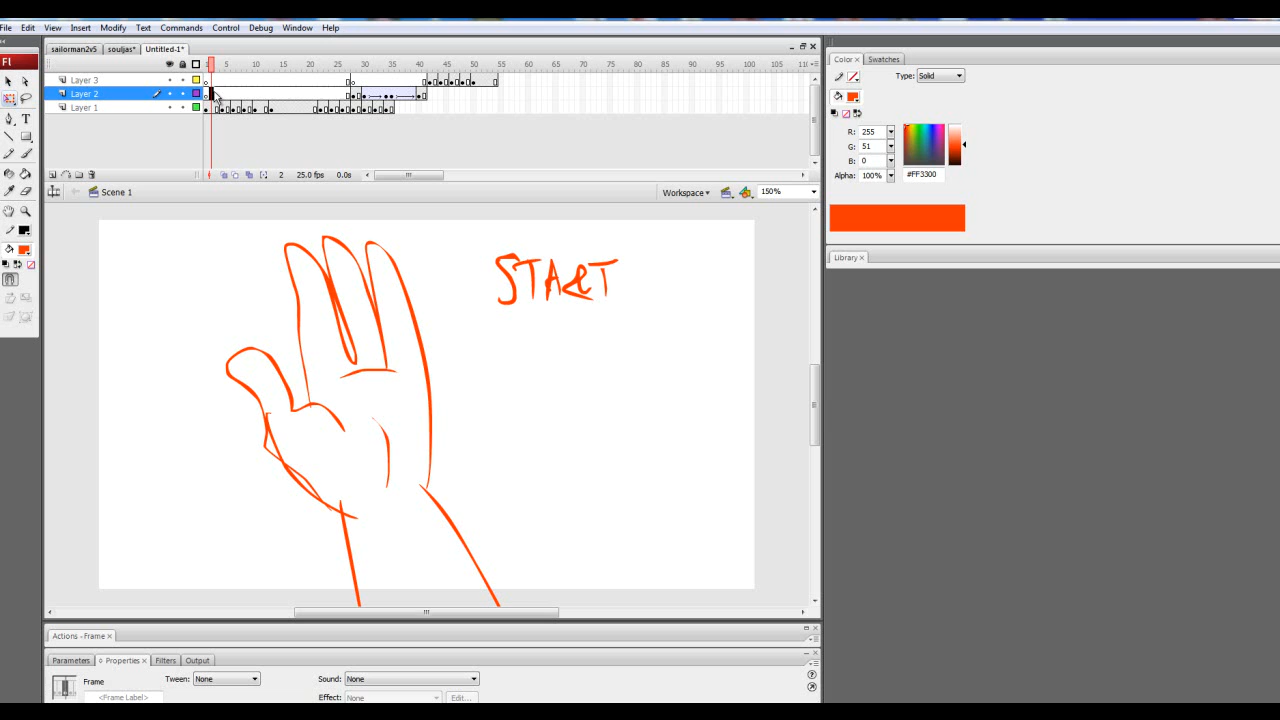 File Edit View Insert Modify Text Commands Control Debug Window Help
Fl
sailorman2v5 souljas* Untitled-1*
1 5 10 15 20 25 30 35 40 45 50 55 60 65 70 75 80 85 90 95 100 105 110
Layer 3
Layer 2
Layer 1
2 25.0 fps 0.0s
Scene 1
Workspace 150%
START
Color Swatches
Type: Solid
R: 255
G: 51
B: 0
Alpha: 100% #FF3300
Library
Actions - Frame
Parameters Properties Filters Output
Frame Tween: None Sound: None
<Frame Label> Effect: None Edit...